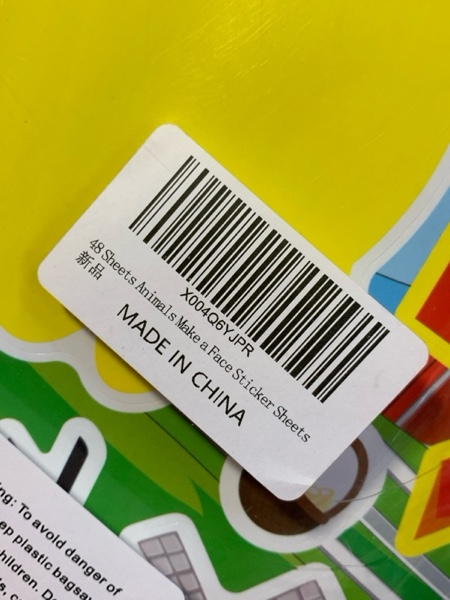 X004Q6YJPR
48 Sheets Animals Make a Face Sticker Sheets
新品
MADE IN CHINA
ng: To avoid danger of
ep plastic bags
children. D